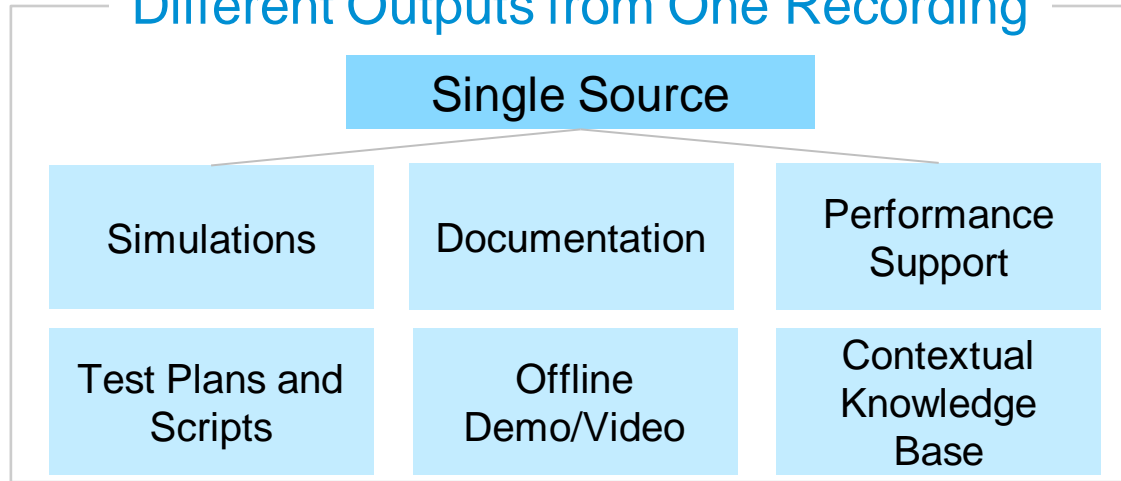 Different Outputs from One Recording
Single Source
Simulations
Documentation
Performance
Support
Test Plans and
Scripts
Offline
Demo/Video
Contextual
Knowledge
Base